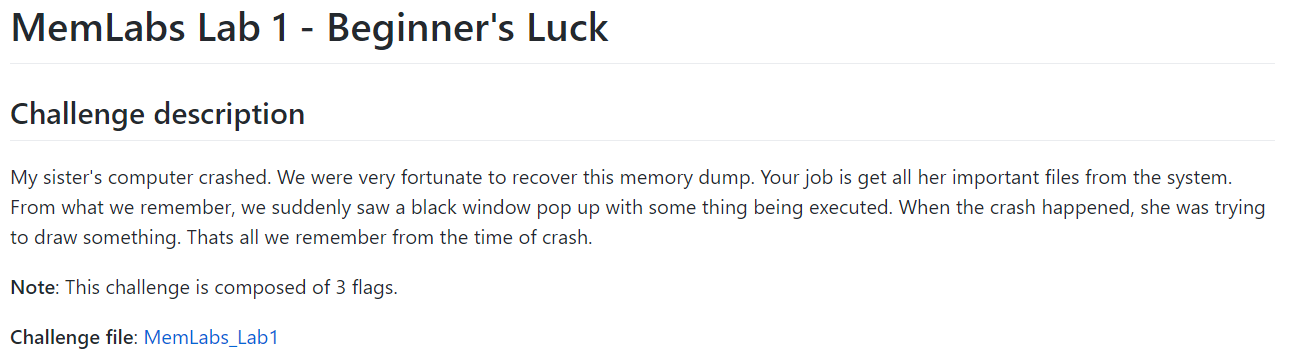 MemLabs Lab 1 - Beginner's Luck
Challenge description
My sister's computer crashed. We were very fortunate to recover this memory dump. Your job is get all her important files from the system.
From what we remember, we suddenly saw a black window pop up with some thing being executed. When the crash happened, she was trying
to draw something. Thats all we remember from the time of crash.
Note: This challenge is composed of 3 flags.
Challenge file: MemLabs_Lab1